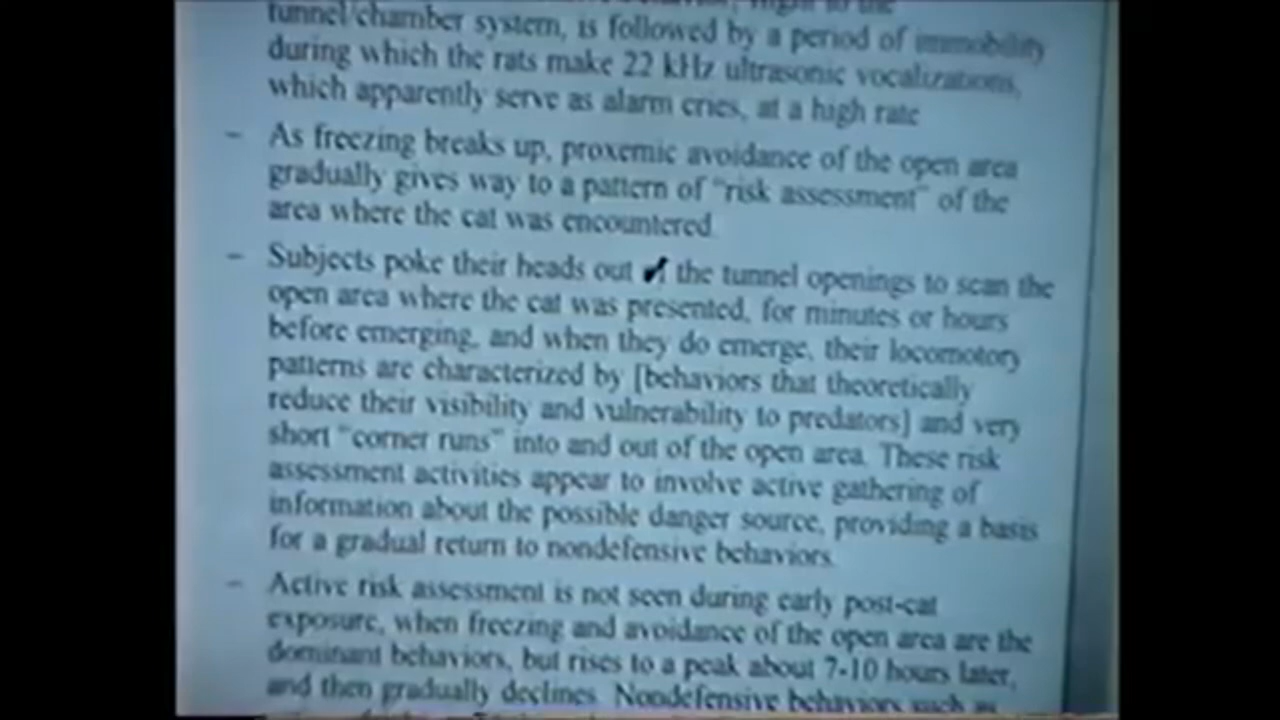 the
tunnel/chamber system, is followed by a period of immobility
during which the rats make 22 kHz ultrasonic vocalizations,
which apparently serve as alarm cries, at a high rate
– As freezing breaks up, proxemic avoidance of the open area
gradually gives way to a pattern of "risk assessment" of the
area where the cat was encountered.
– Subjects poke their heads out the tunnel openings to scan the
open area where the cat was presented, for minutes or hours
before emerging, and when they do emerge, their locomotory
patterns are characterized by [behaviors that theoretically
reduce their visibility and vulnerability to predators] and very
short "corner runs" into and out of the open area. These risk
assessment activities appear to involve active gathering of
information about the possible danger source, providing a basis
for a gradual return to nondefensive behaviors.
– Active risk assessment is not seen during early post-cat
exposure, when freezing and avoidance of the open area are the
dominant behaviors, but rises to a peak about 7-10 hours later,
and then gradually declines. Nondefensive behaviors such as